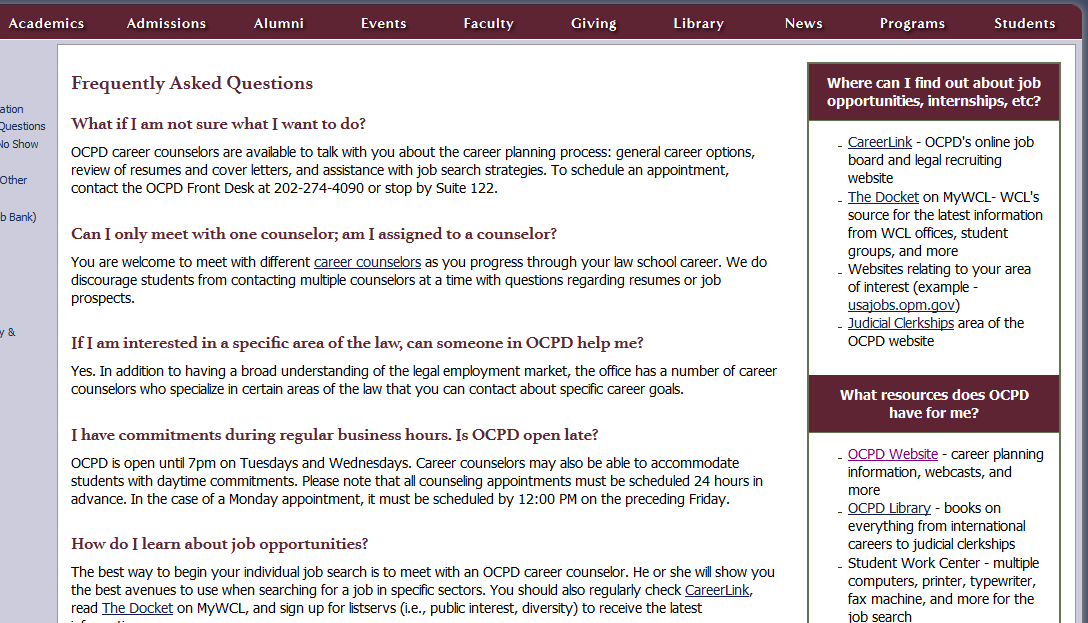 Academics Admissions Alumni Events Faculty Giving Library News Programs Students
Questions
No Show
Other
b Bank)
y &
Frequently Asked Questions
What if I am not sure what I want to do?
OCPD career counselors are available to talk with you about the career planning process: general career options,
review of resumes and cover letters, and assistance with job search strategies. To schedule an appointment,
contact the OCPD Front Desk at 202-274-4090 or stop by Suite 122.
Can I only meet with one counselor; am I assigned to a counselor?
You are welcome to meet with different career counselors as you progress through your law school career. We do
discourage students from contacting multiple counselors at a time with questions regarding resumes or job
prospects.
If I am interested in a specific area of the law, can someone in OCPD help me?
Yes. In addition to having a broad understanding of the legal employment market, the office has a number of career
counselors who specialize in certain areas of the law that you can contact about specific career goals.
I have commitments during regular business hours. Is OCPD open late?
OCPD is open until 7pm on Tuesdays and Wednesdays. Career counselors may also be able to accommodate
students with daytime commitments. Please note that all counseling appointments must be scheduled 24 hours in
advance. In the case of a Monday appointment, it must be scheduled by 12:00 PM on the preceding Friday.
How do I learn about job opportunities?
The best way to begin your individual job search is to meet with an OCPD career counselor. He or she will show you
the best avenues to use when searching for a job in specific sectors. You should also regularly check CareerLink,
read The Docket on MyWCL, and sign up for listservs (i.e., public interest, diversity) to receive the latest
Where can I find out about job
opportunities, internships, etc?
- CareerLink - OCPD's online job
board and legal recruiting
website
- The Docket on MyWCL- WCL's
source for the latest information
from WCL offices, student
groups, and more
- Websites relating to your area
of interest (example -
usajobs.opm.gov)
- Judicial Clerkships area of the
OCPD website
What resources does OCPD
have for me?
- OCPD Website - career planning
information, webcasts, and
more
- OCPD Library - books on
everything from international
careers to judicial clerkships
- Student Work Center - multiple
computers, printer, typewriter,
fax machine, and more for the
job search